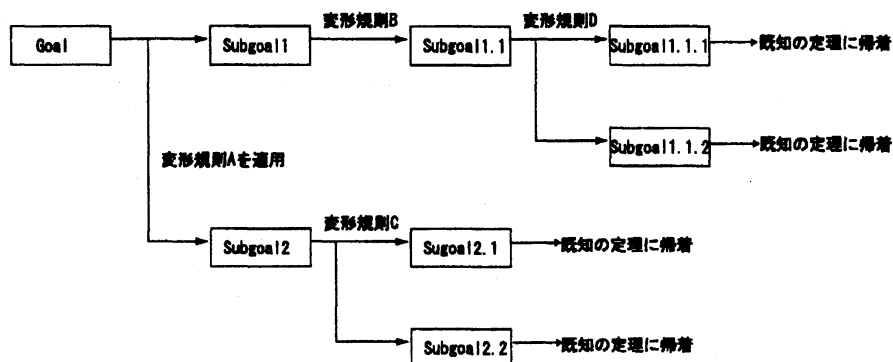 変形規則B
変形規則D
Goal
Subgoal1
Subgoal1.1
Subgoal1.1.1
既知の定理に帰着
Subgoal1.1.2
既知の定理に帰着
変形規則Aを適用
変形規則C
Subgoal2
Sugoal2.1
既知の定理に帰着
Subgoal2.2
既知の定理に帰着